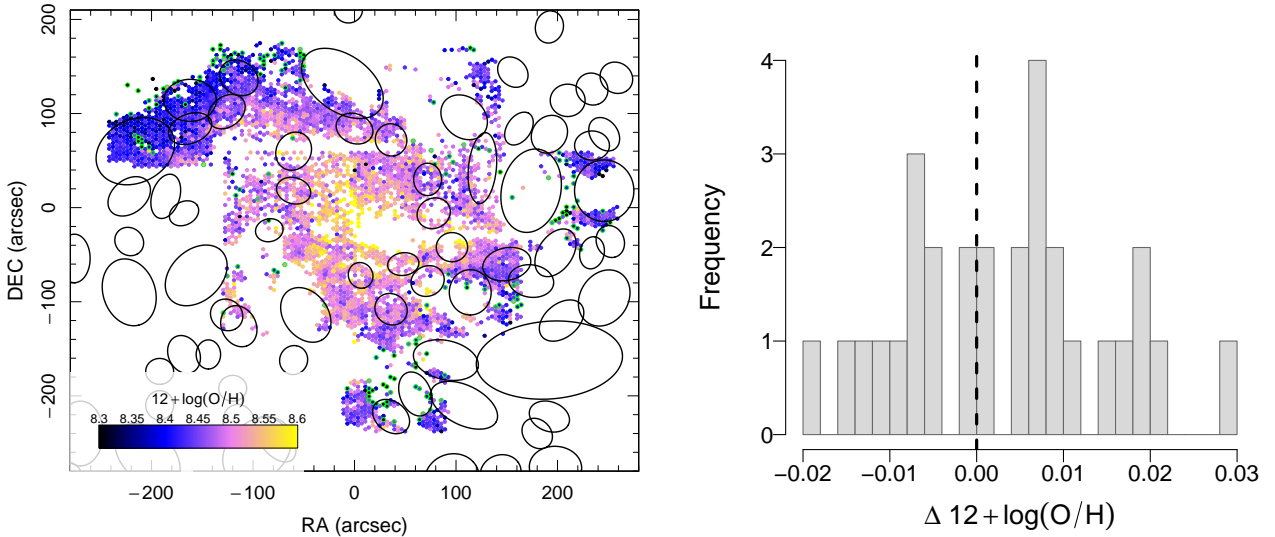 DEC (arcsec)
200
100
0
−100
−200
12+log(O/H)
8.3 8.35 8.4 8.45 8.5 8.55 8.6
−200 −100 0 100 200
RA (arcsec)
Frequency
4
3
2
1
0
−0.02 −0.01 0.00 0.01 0.02 0.03
Δ 12+log(O/H)